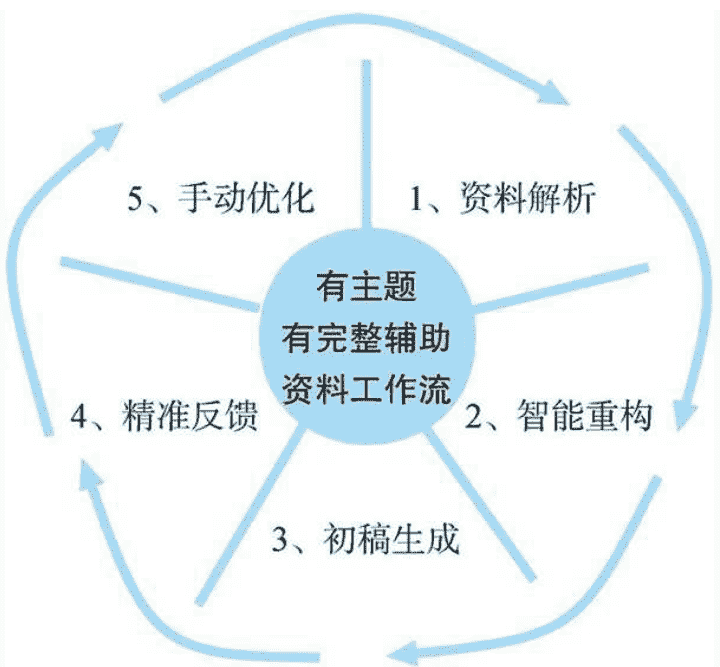 5、手动优化
1、资料解析
有主题
有完整辅助
资料工作流
4、精准反馈
2、智能重构
3、初稿生成